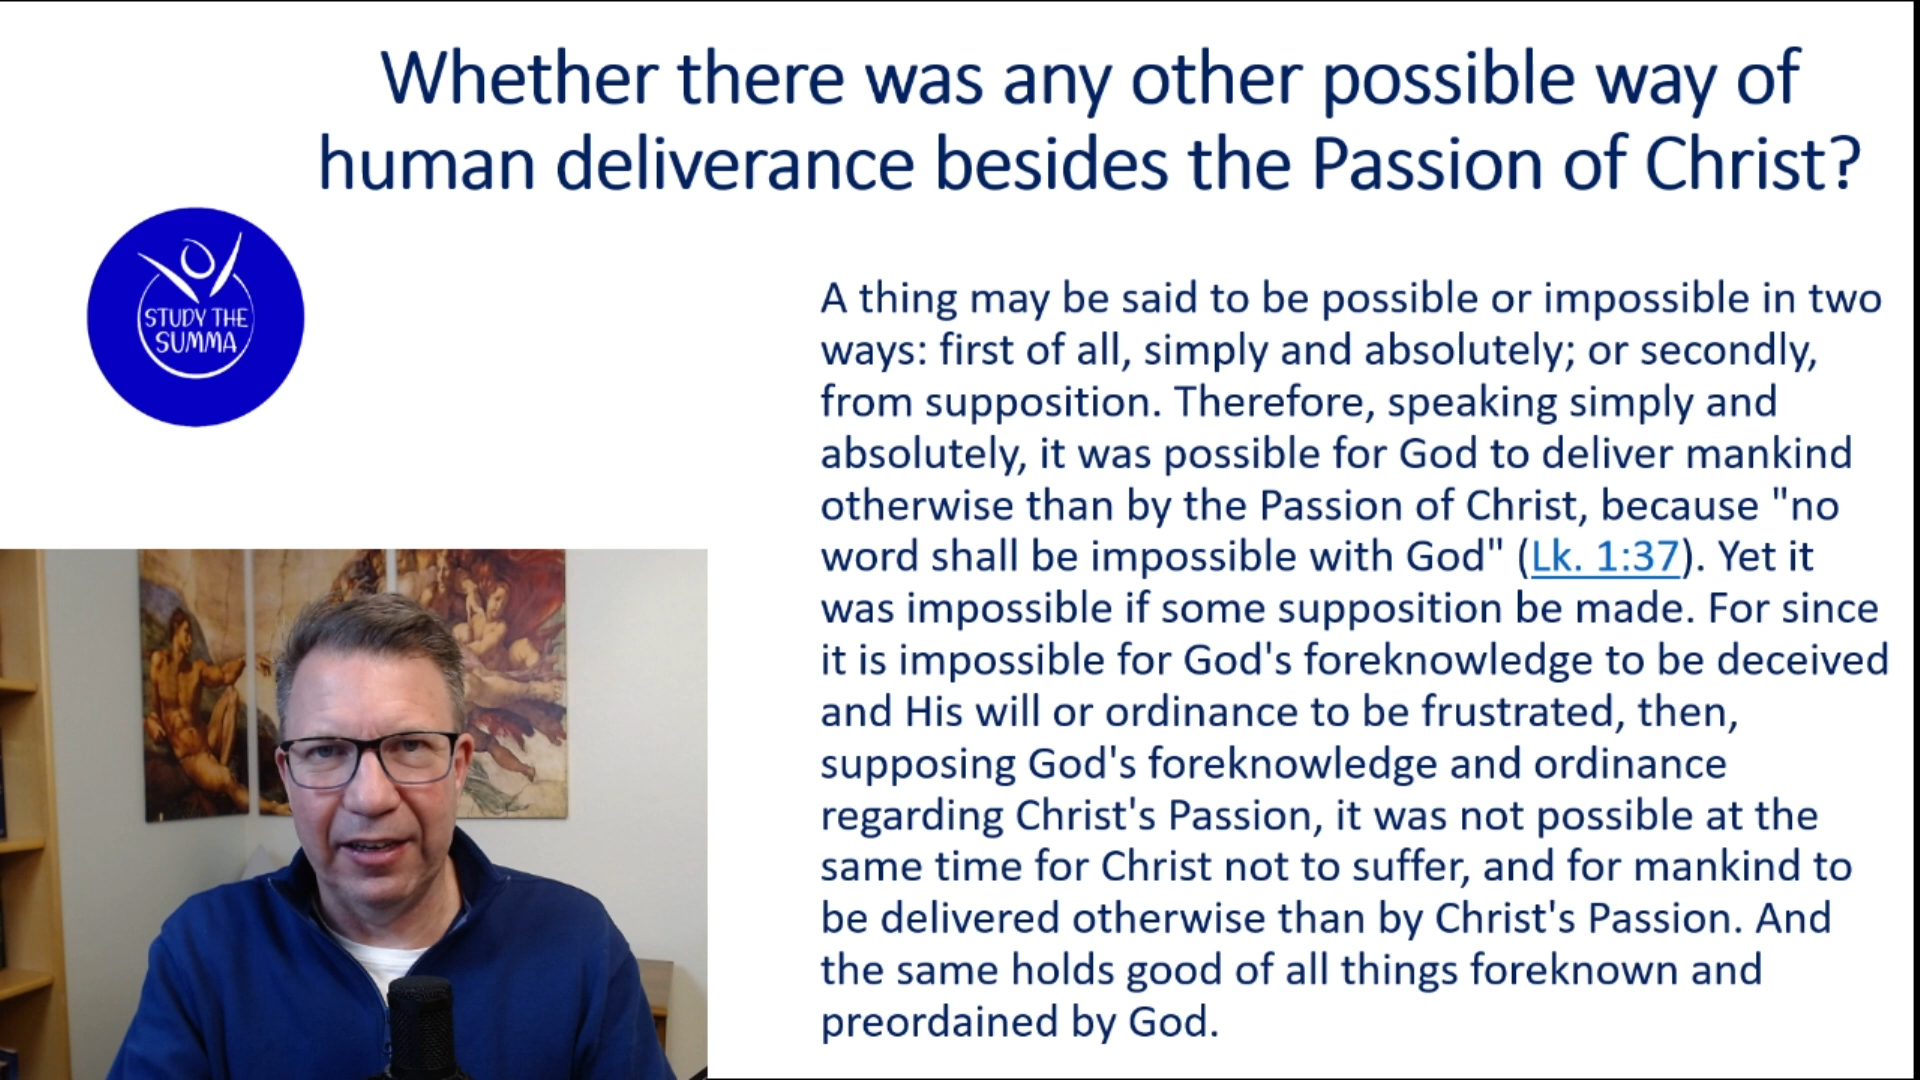 Whether there was any other possible way of
human deliverance besides the Passion of Christ?
STUDY THE
SUMMA
A thing may be said to be possible or impossible in two
ways: first of all, simply and absolutely; or secondly,
from supposition. Therefore, speaking simply and
absolutely, it was possible for God to deliver mankind
otherwise than by the Passion of Christ, because "no
word shall be impossible with God" (Lk. 1:37). Yet it
was impossible if some supposition be made. For since
it is impossible for God's foreknowledge to be deceived
and His will or ordinance to be frustrated, then,
supposing God's foreknowledge and ordinance
regarding Christ's Passion, it was not possible at the
same time for Christ not to suffer, and for mankind to
be delivered otherwise than by Christ's Passion. And
the same holds good of all things foreknown and
preordained by God.